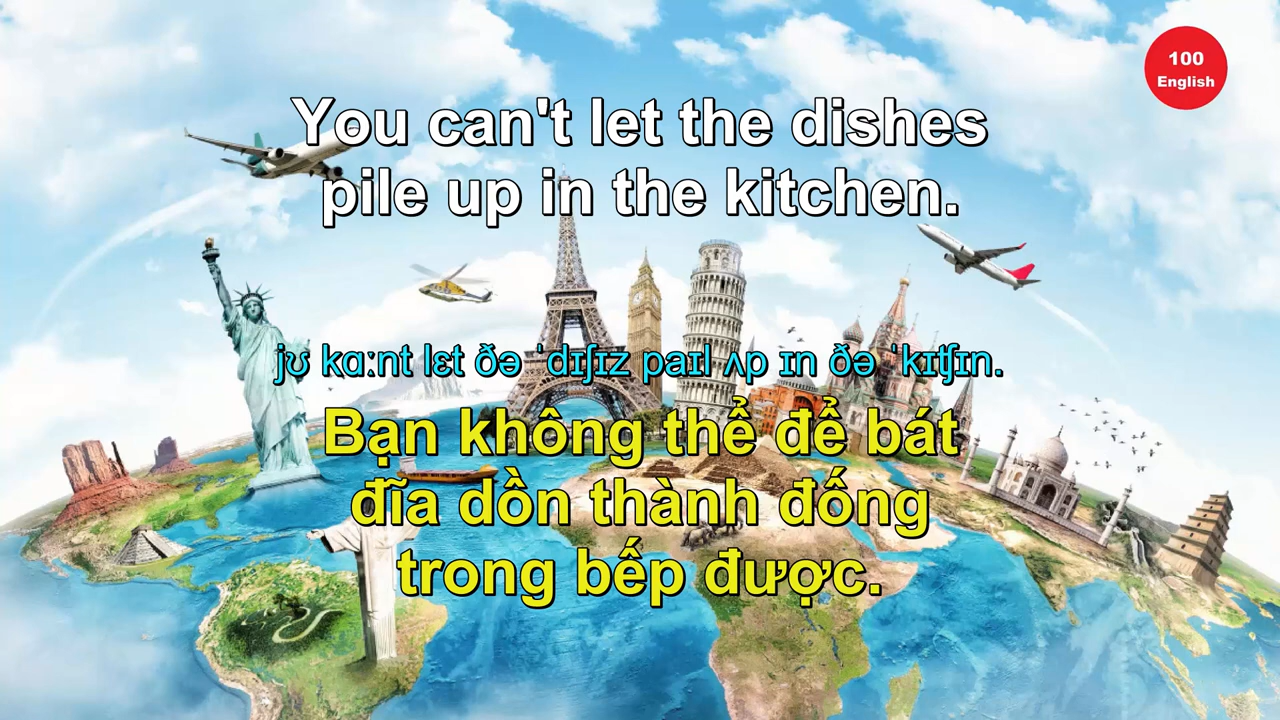 100
English
You can't let the dishes
pile up in the kitchen.
jʊ kɑːnt lɛt ðə ˈdɪʃɪz paɪl ʌp ɪn ðə ˈkɪʧɪn.
Bạn không thể để bát
đĩa dồn thành đống
trong bếp được.